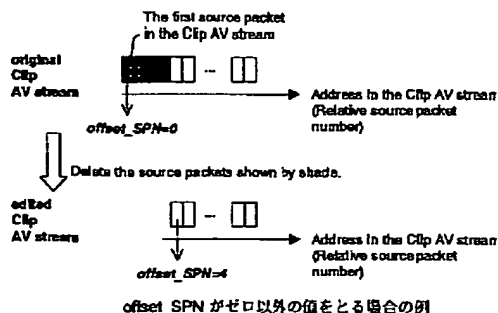 The first source packet
in the Clip AV stream
original
Clip
AV stream
...
Address in the Clip AV stream
(Relative source packet
number)
offset_SPN=0
Delete the source packets shown by shade.
edited
Clip
AV stream
...
Address in the Clip AV stream
(Relative source packet
number)
offset_SPN=4
offset SPN がゼロ以外の値をとる場合の例